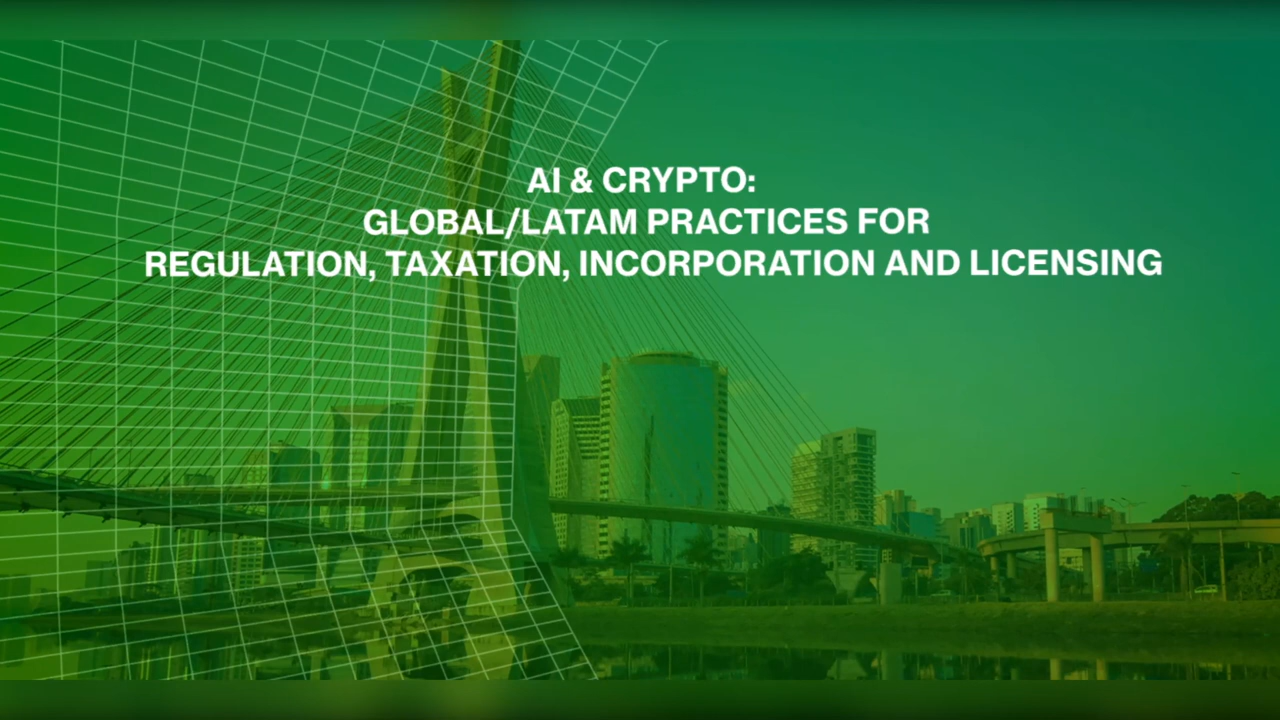 AI & CRYPTO:
GLOBAL/LATAM PRACTICES FOR
REGULATION, TAXATION, INCORPORATION AND LICENSING